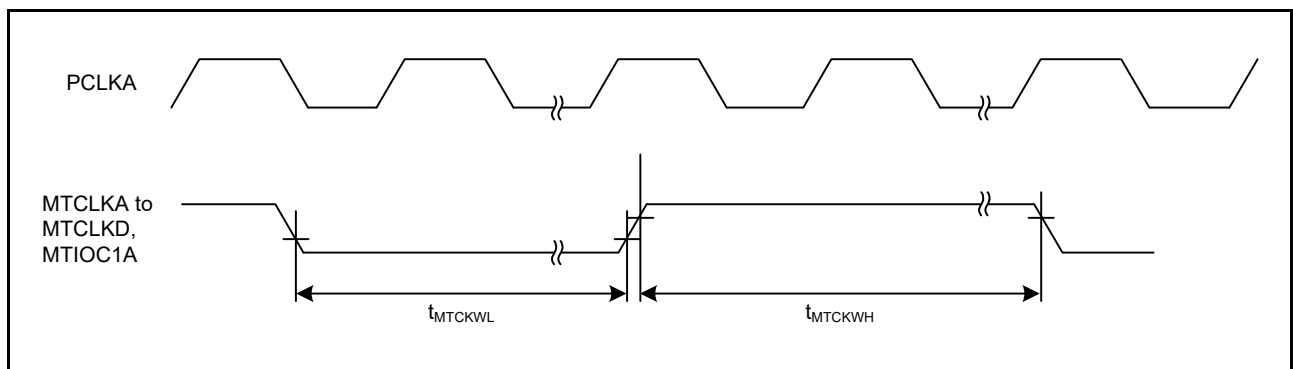 PCLKA
MTCLKA to
MTCLKD,
MTIOC1A
tMTCKWL
tMTCKWH